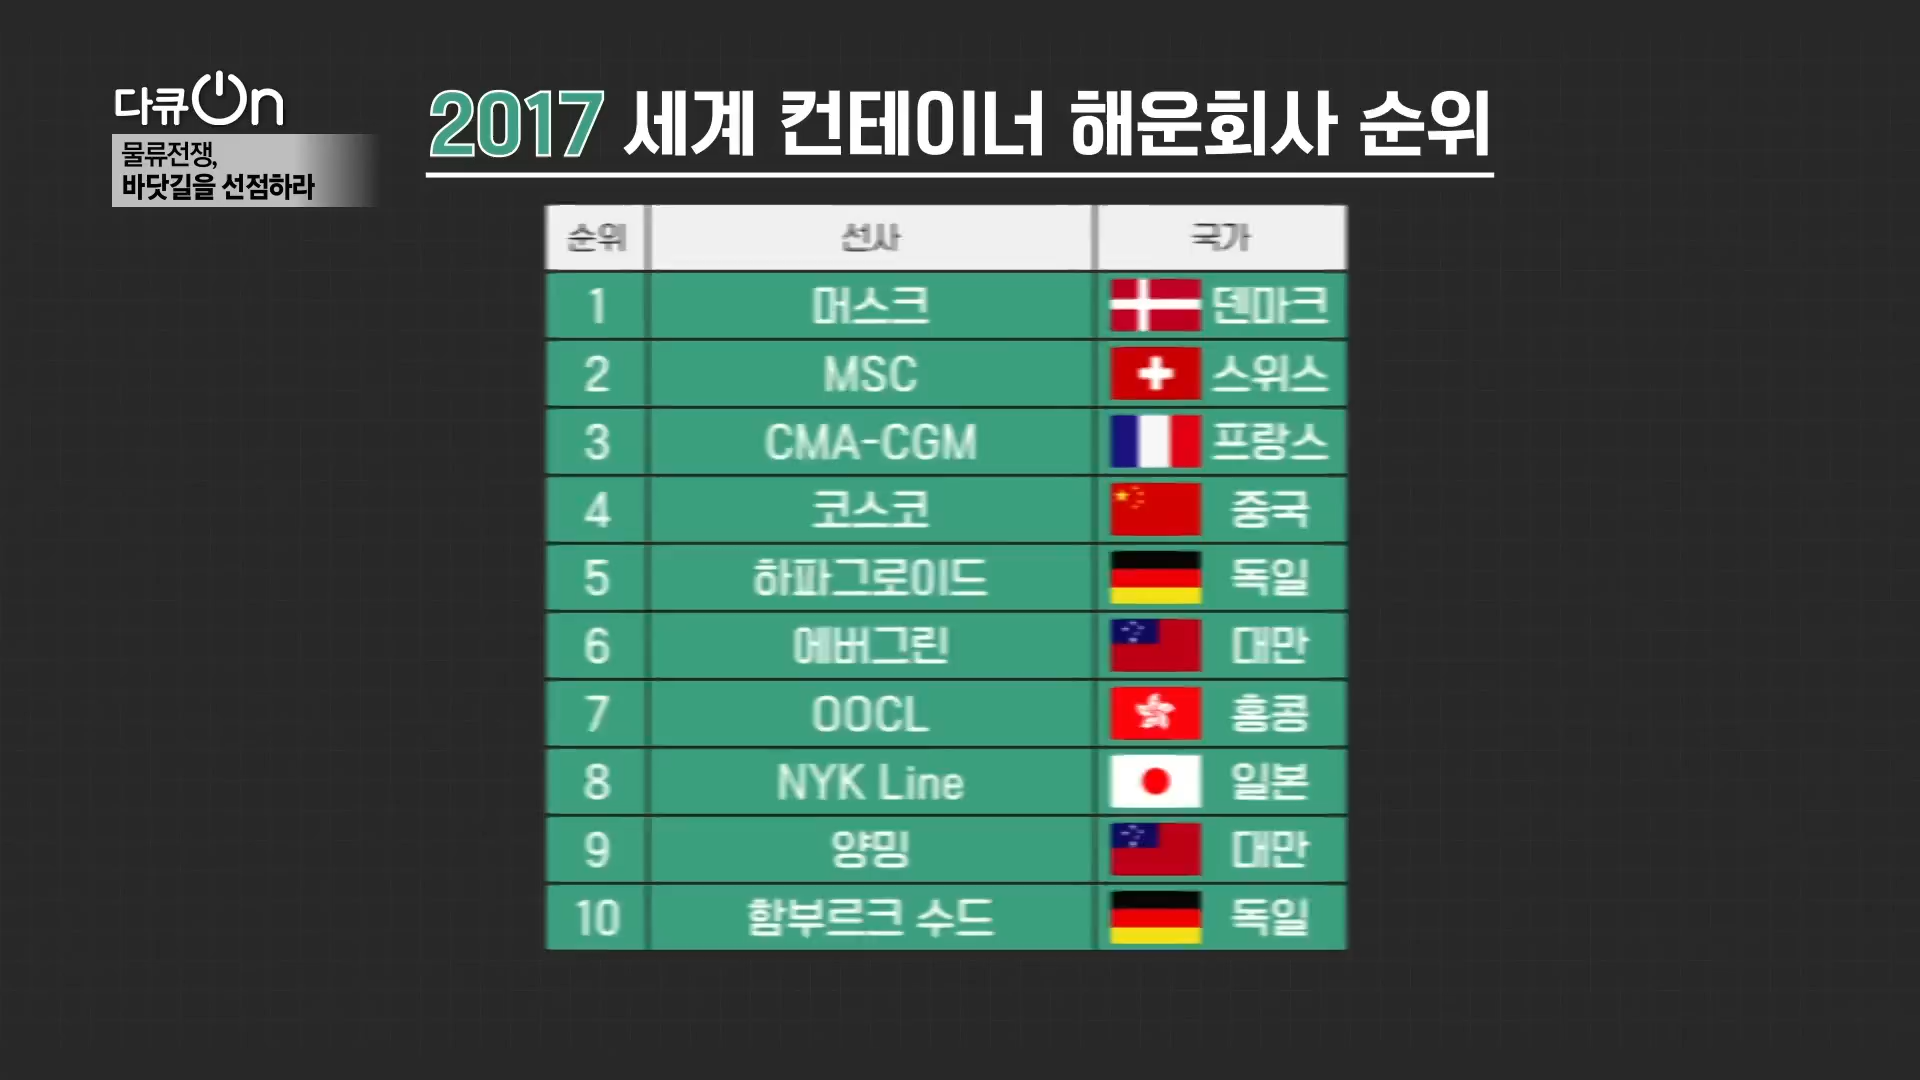 다큐On
물류전쟁,
바닷길을 선점하라
2017 세계 컨테이너 해운회사 순위
순위 선사 국가
1 머스크 덴마크
2 MSC 스위스
3 CMA-CGM 프랑스
4 코스코 중국
5 하파그로이드 독일
6 에버그린 대만
7 OOCL 홍콩
8 NYK Line 일본
9 양밍 대만
10 함부르크 수드 독일